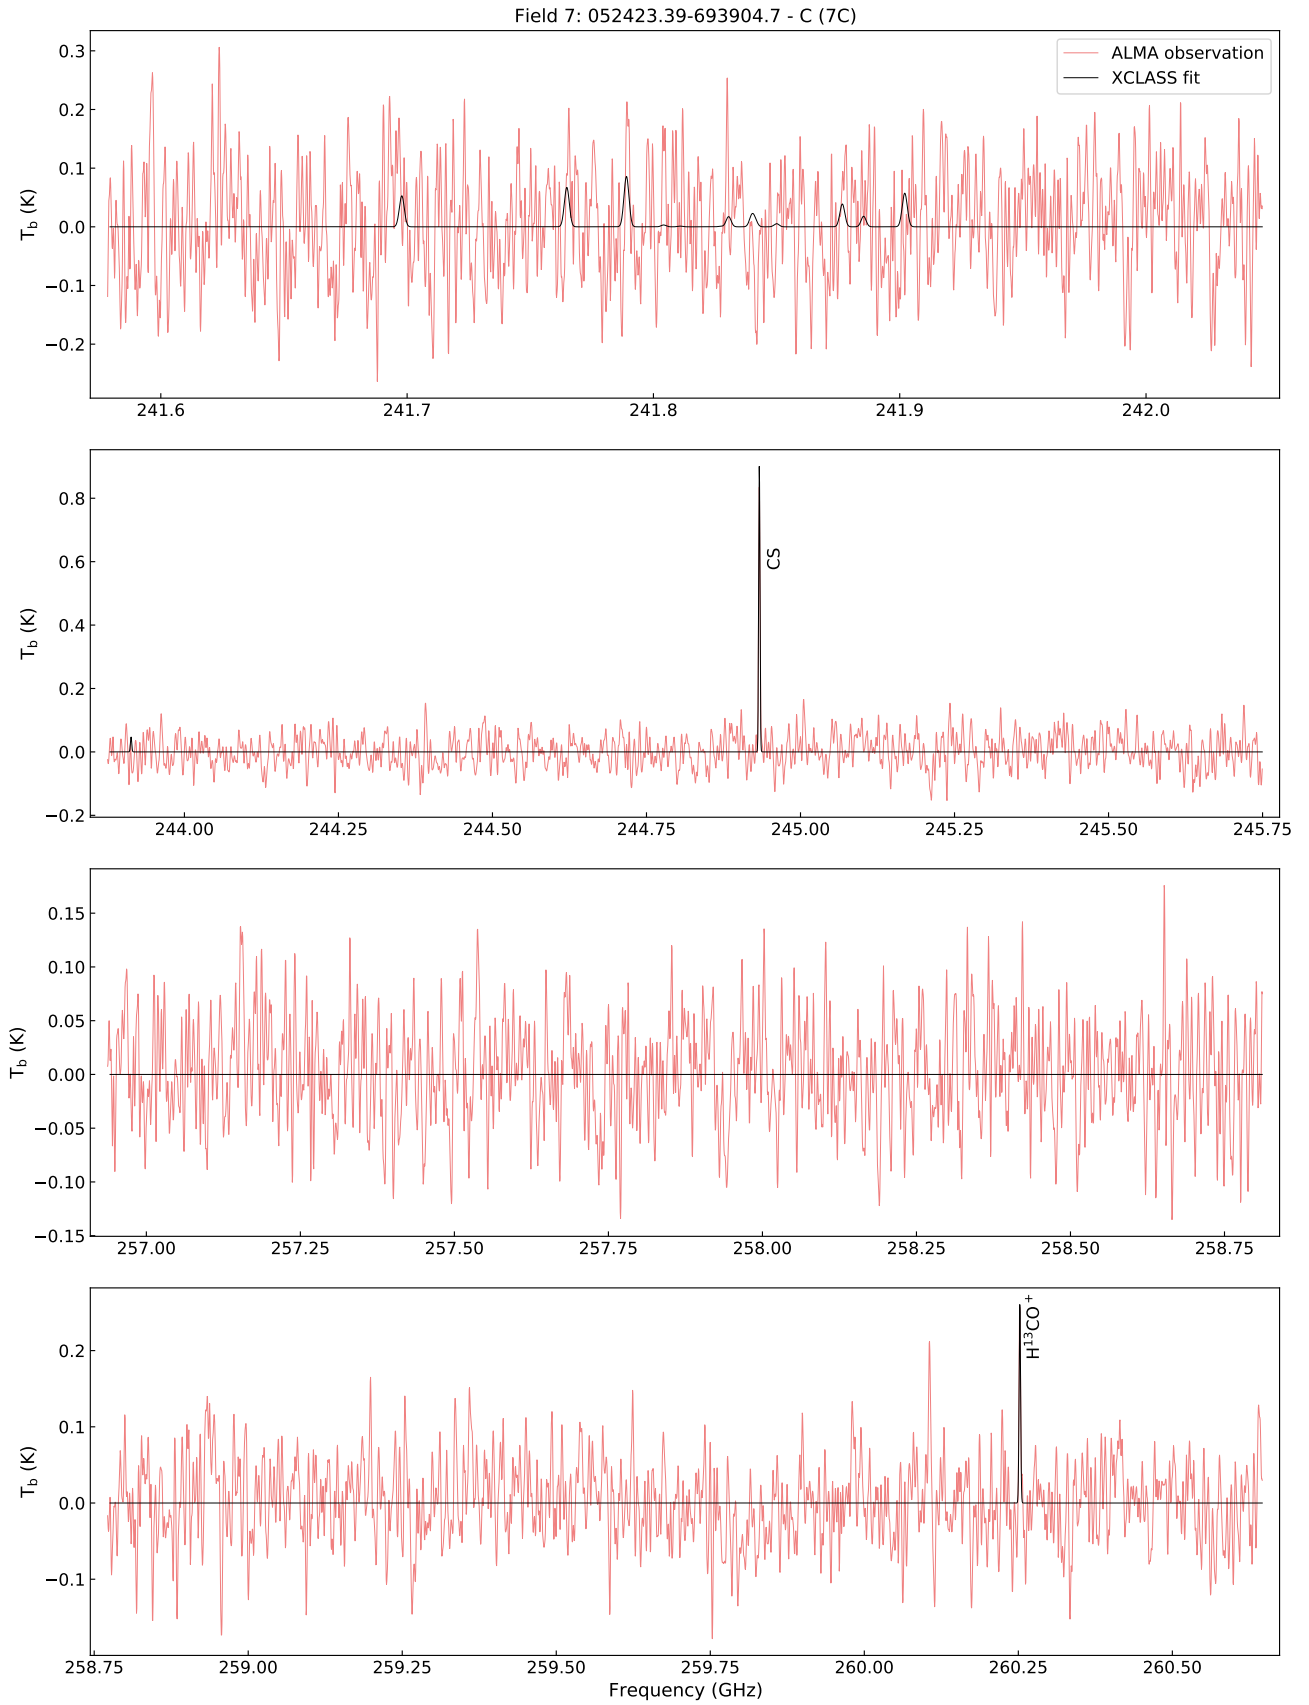 Field 7: 052423.39-693904.7 - C (7C)
ALMA observation
XCLASS fit
0.3
0.2
0.1
0.0
−0.1
−0.2
T_b (K)
241.6 241.7 241.8 241.9 242.0
0.8
0.6
0.4
0.2
0.0
−0.2
T_b (K)
CS
244.00 244.25 244.50 244.75 245.00 245.25 245.50 245.75
0.15
0.10
0.05
0.00
−0.05
−0.10
−0.15
T_b (K)
257.00 257.25 257.50 257.75 258.00 258.25 258.50 258.75
0.2
0.1
0.0
−0.1
T_b (K)
H¹³CO⁺
258.75 259.00 259.25 259.50 259.75 260.00 260.25 260.50
Frequency (GHz)